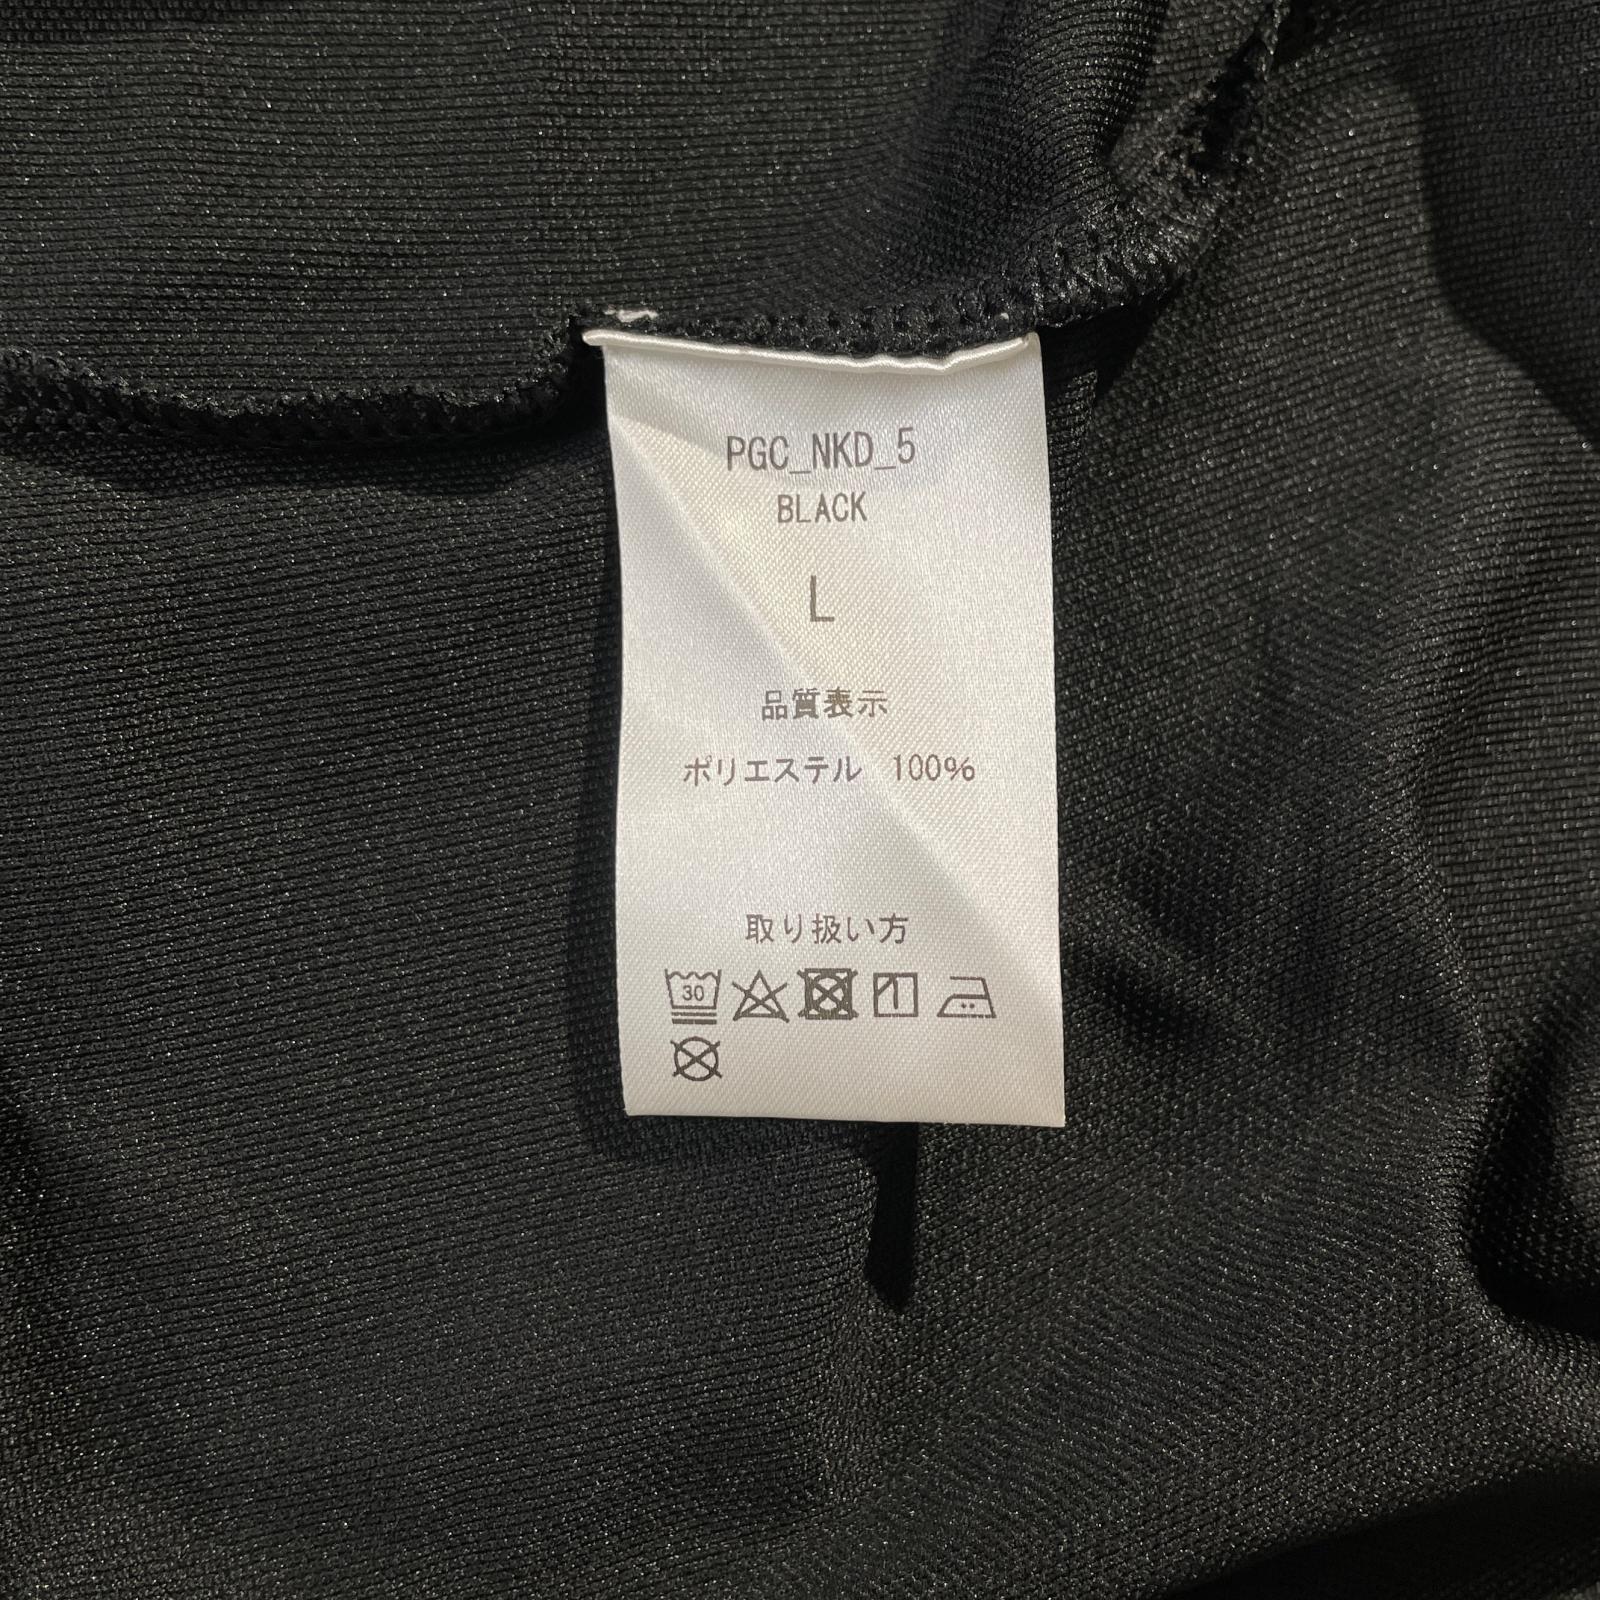 PGC_NKD_5
BLACK
L
品質表示
ポリエステル 100%
取り扱い方
30